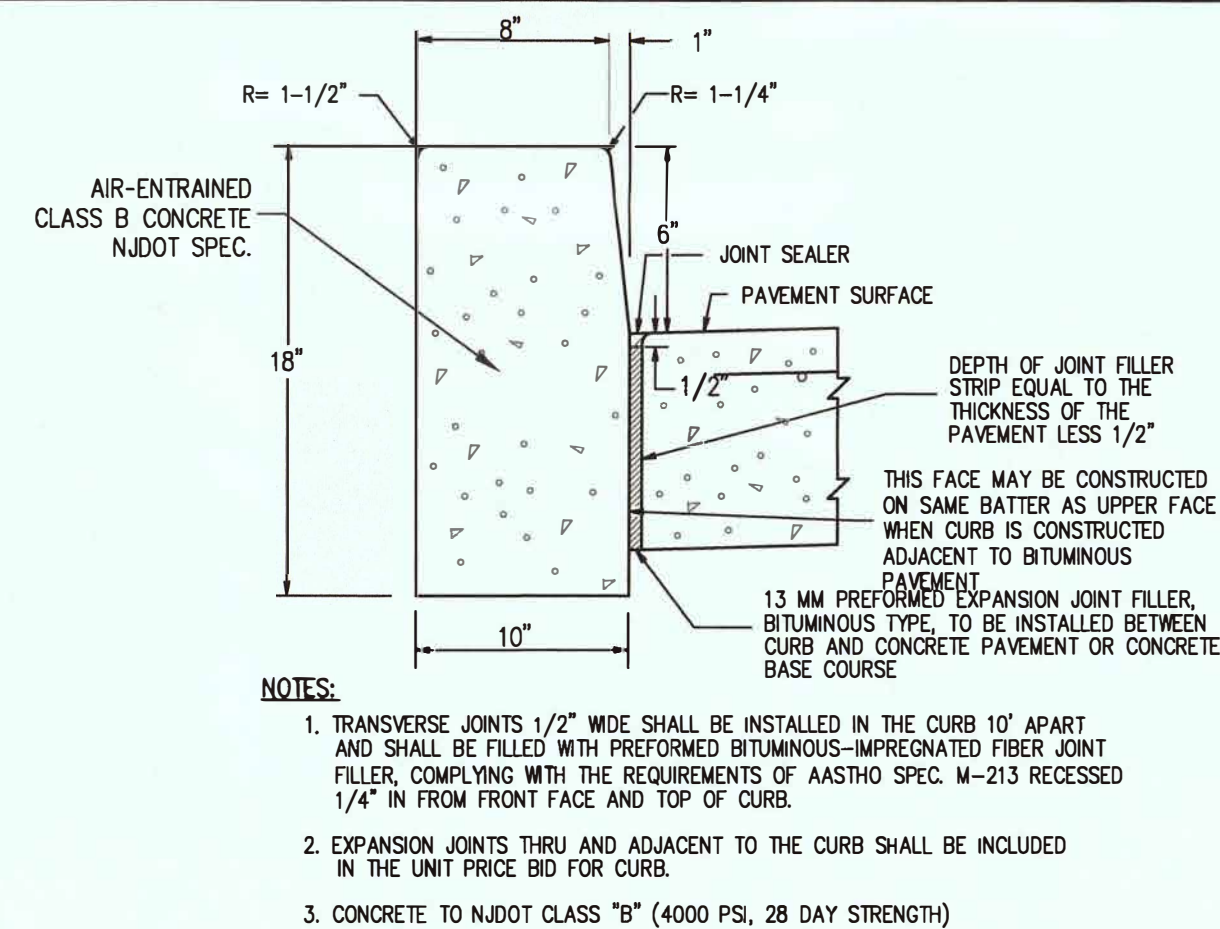 8"
1"
R= 1-1/2"
R= 1-1/4"
AIR-ENTRAINED
CLASS B CONCRETE
NJDOT SPEC.
6"
JOINT SEALER
PAVEMENT SURFACE
18"
1/2"
DEPTH OF JOINT FILLER
STRIP EQUAL TO THE
THICKNESS OF THE
PAVEMENT LESS 1/2"
THIS FACE MAY BE CONSTRUCTED
ON SAME BATTER AS UPPER FACE
WHEN CURB IS CONSTRUCTED
ADJACENT TO BITUMINOUS
PAVEMENT
13 MM PREFORMED EXPANSION JOINT FILLER,
BITUMINOUS TYPE, TO BE INSTALLED BETWEEN
CURB AND CONCRETE PAVEMENT OR CONCRETE
BASE COURSE
10"
NOTES:
1. TRANSVERSE JOINTS 1/2" WIDE SHALL BE INSTALLED IN THE CURB 10' APART
AND SHALL BE FILLED WITH PREFORMED BITUMINOUS-IMPREGNATED FIBER JOINT
FILLER, COMPLYING WITH THE REQUIREMENTS OF AASTHO SPEC. M-213 RECESSED
1/4" IN FROM FRONT FACE AND TOP OF CURB.
2. EXPANSION JOINTS THRU AND ADJACENT TO THE CURB SHALL BE INCLUDED
IN THE UNIT PRICE BID FOR CURB.
3. CONCRETE TO NJDOT CLASS "B" (4000 PSI, 28 DAY STRENGTH)